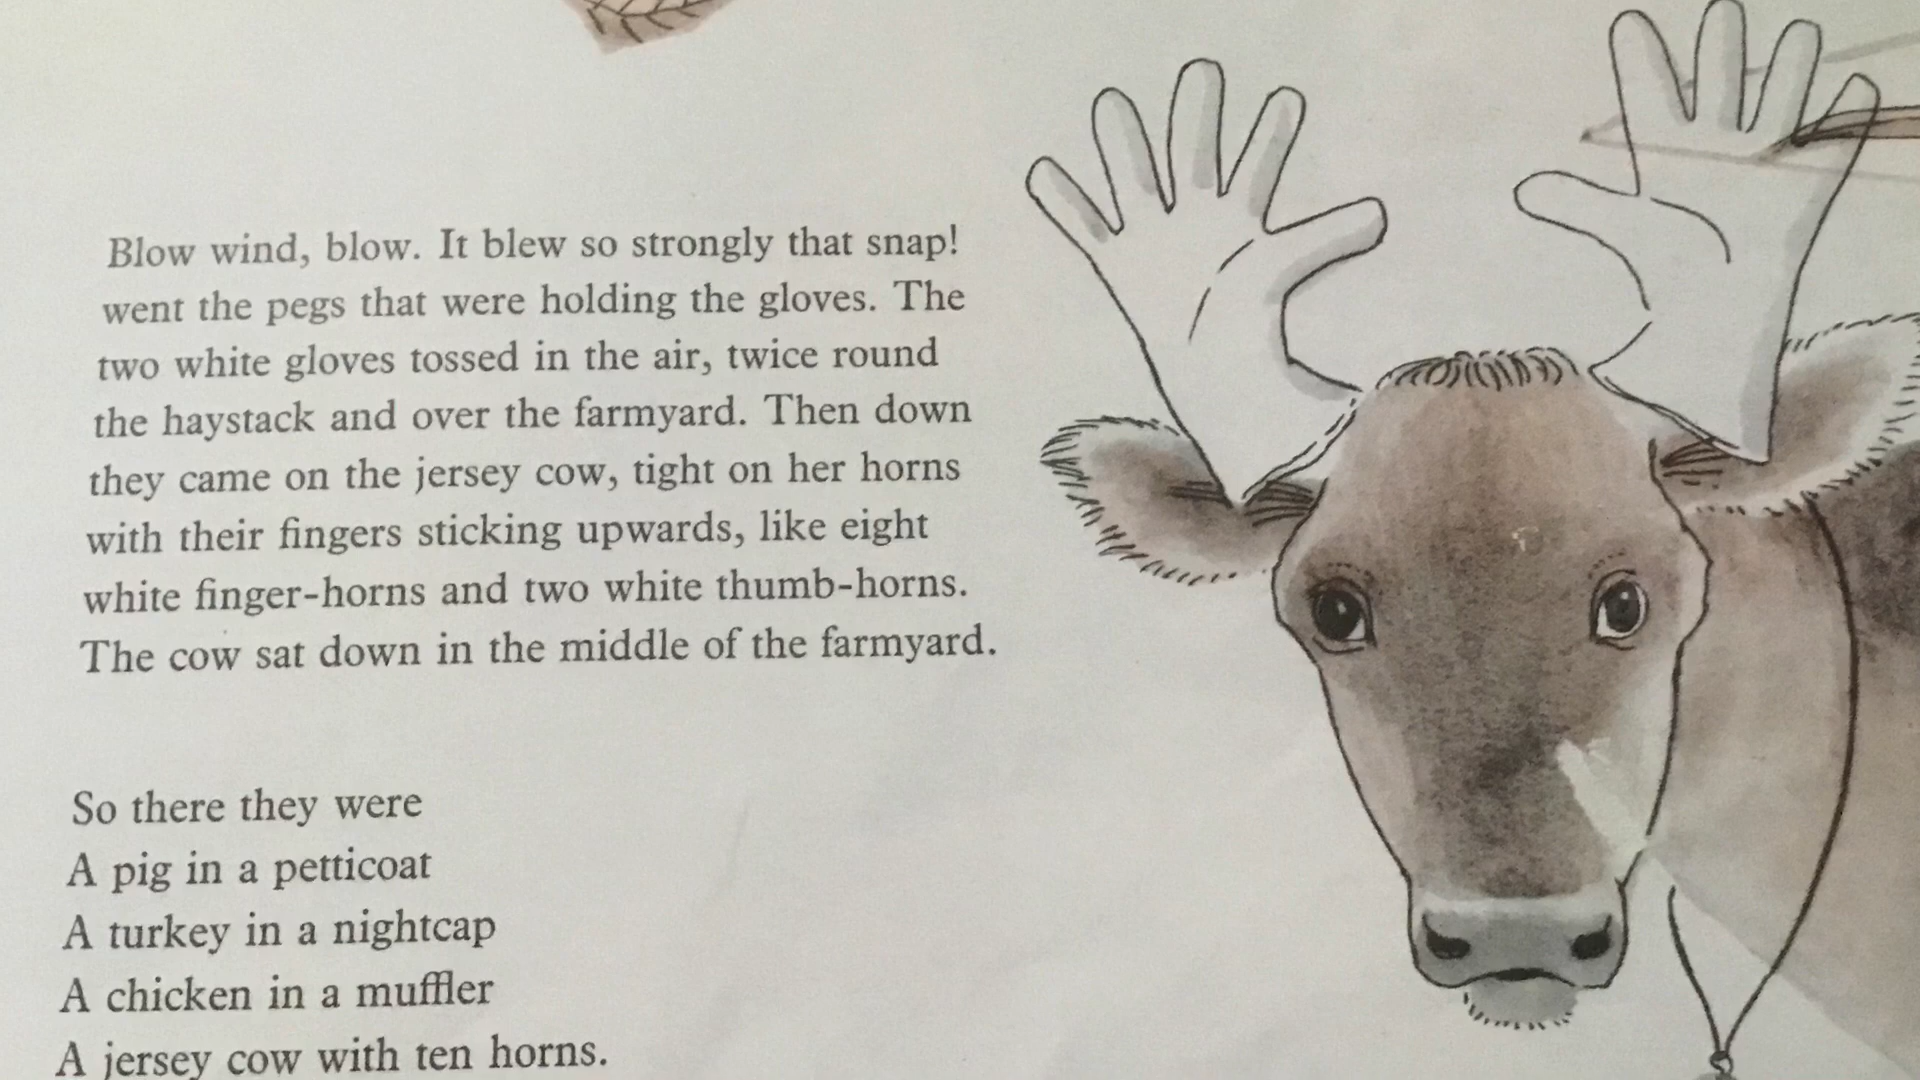 Blow wind, blow. It blew so strongly that snap!
went the pegs that were holding the gloves. The
two white gloves tossed in the air, twice round
the haystack and over the farmyard. Then down
they came on the jersey cow, tight on her horns
with their fingers sticking upwards, like eight
white finger-horns and two white thumb-horns.
The cow sat down in the middle of the farmyard.
So there they were
A pig in a petticoat
A turkey in a nightcap
A chicken in a muffler
A jersey cow with ten horns.